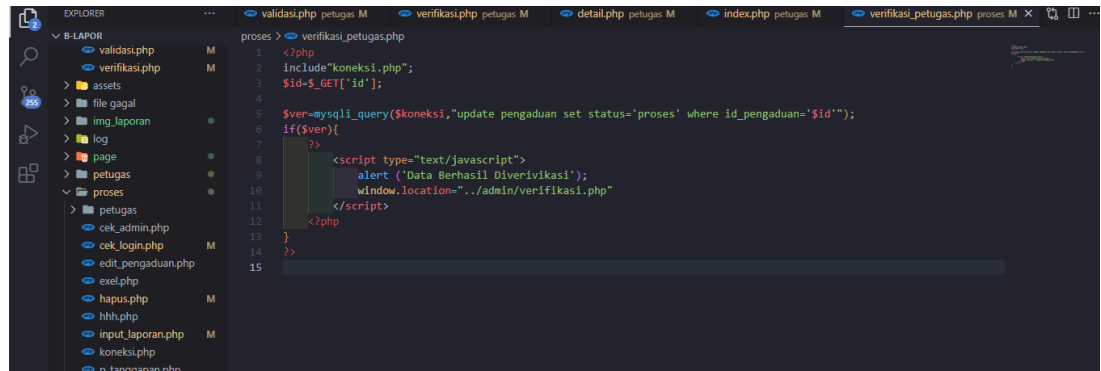 EXPLORER ...
validasi.php petugas M verifikasi.php petugas M detail.php petugas M index.php petugas M verifikasi_petugas.php proses M
B-LAPOR
validasi.php M
verifikasi.php M
assets
file gagal
img_laporan
log
page
petugas
proses
petugas
cek_admin.php
cek_login.php M
edit_pengaduan.php
exel.php
hapus.php M
hhh.php
input_laporan.php M
koneksi.php
p_tanggapan.php
2
255
proses > verifikasi_petugas.php
1 <?php
2 include"koneksi.php";
3 $id=$_GET['id'];
4
5 $ver=mysqli_query($koneksi,"update pengaduan set status='proses' where id_pengaduan='$id'");
6 if($ver){
7 ?>
8 <script type="text/javascript">
9 alert ('Data Berhasil Diverivikasi');
10 window.location="../admin/verifikasi.php"
11 </script>
12 <?php
13 }
14 ?>
15